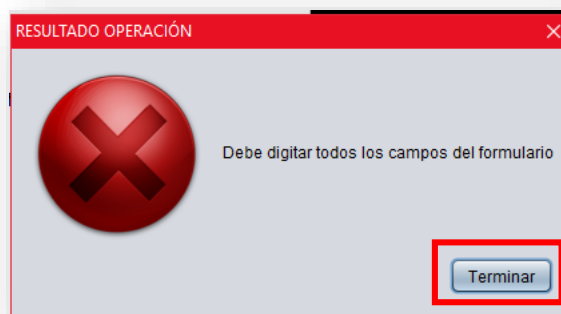 RESULTADO OPERACIÓN
Debe digitar todos los campos del formulario
Terminar